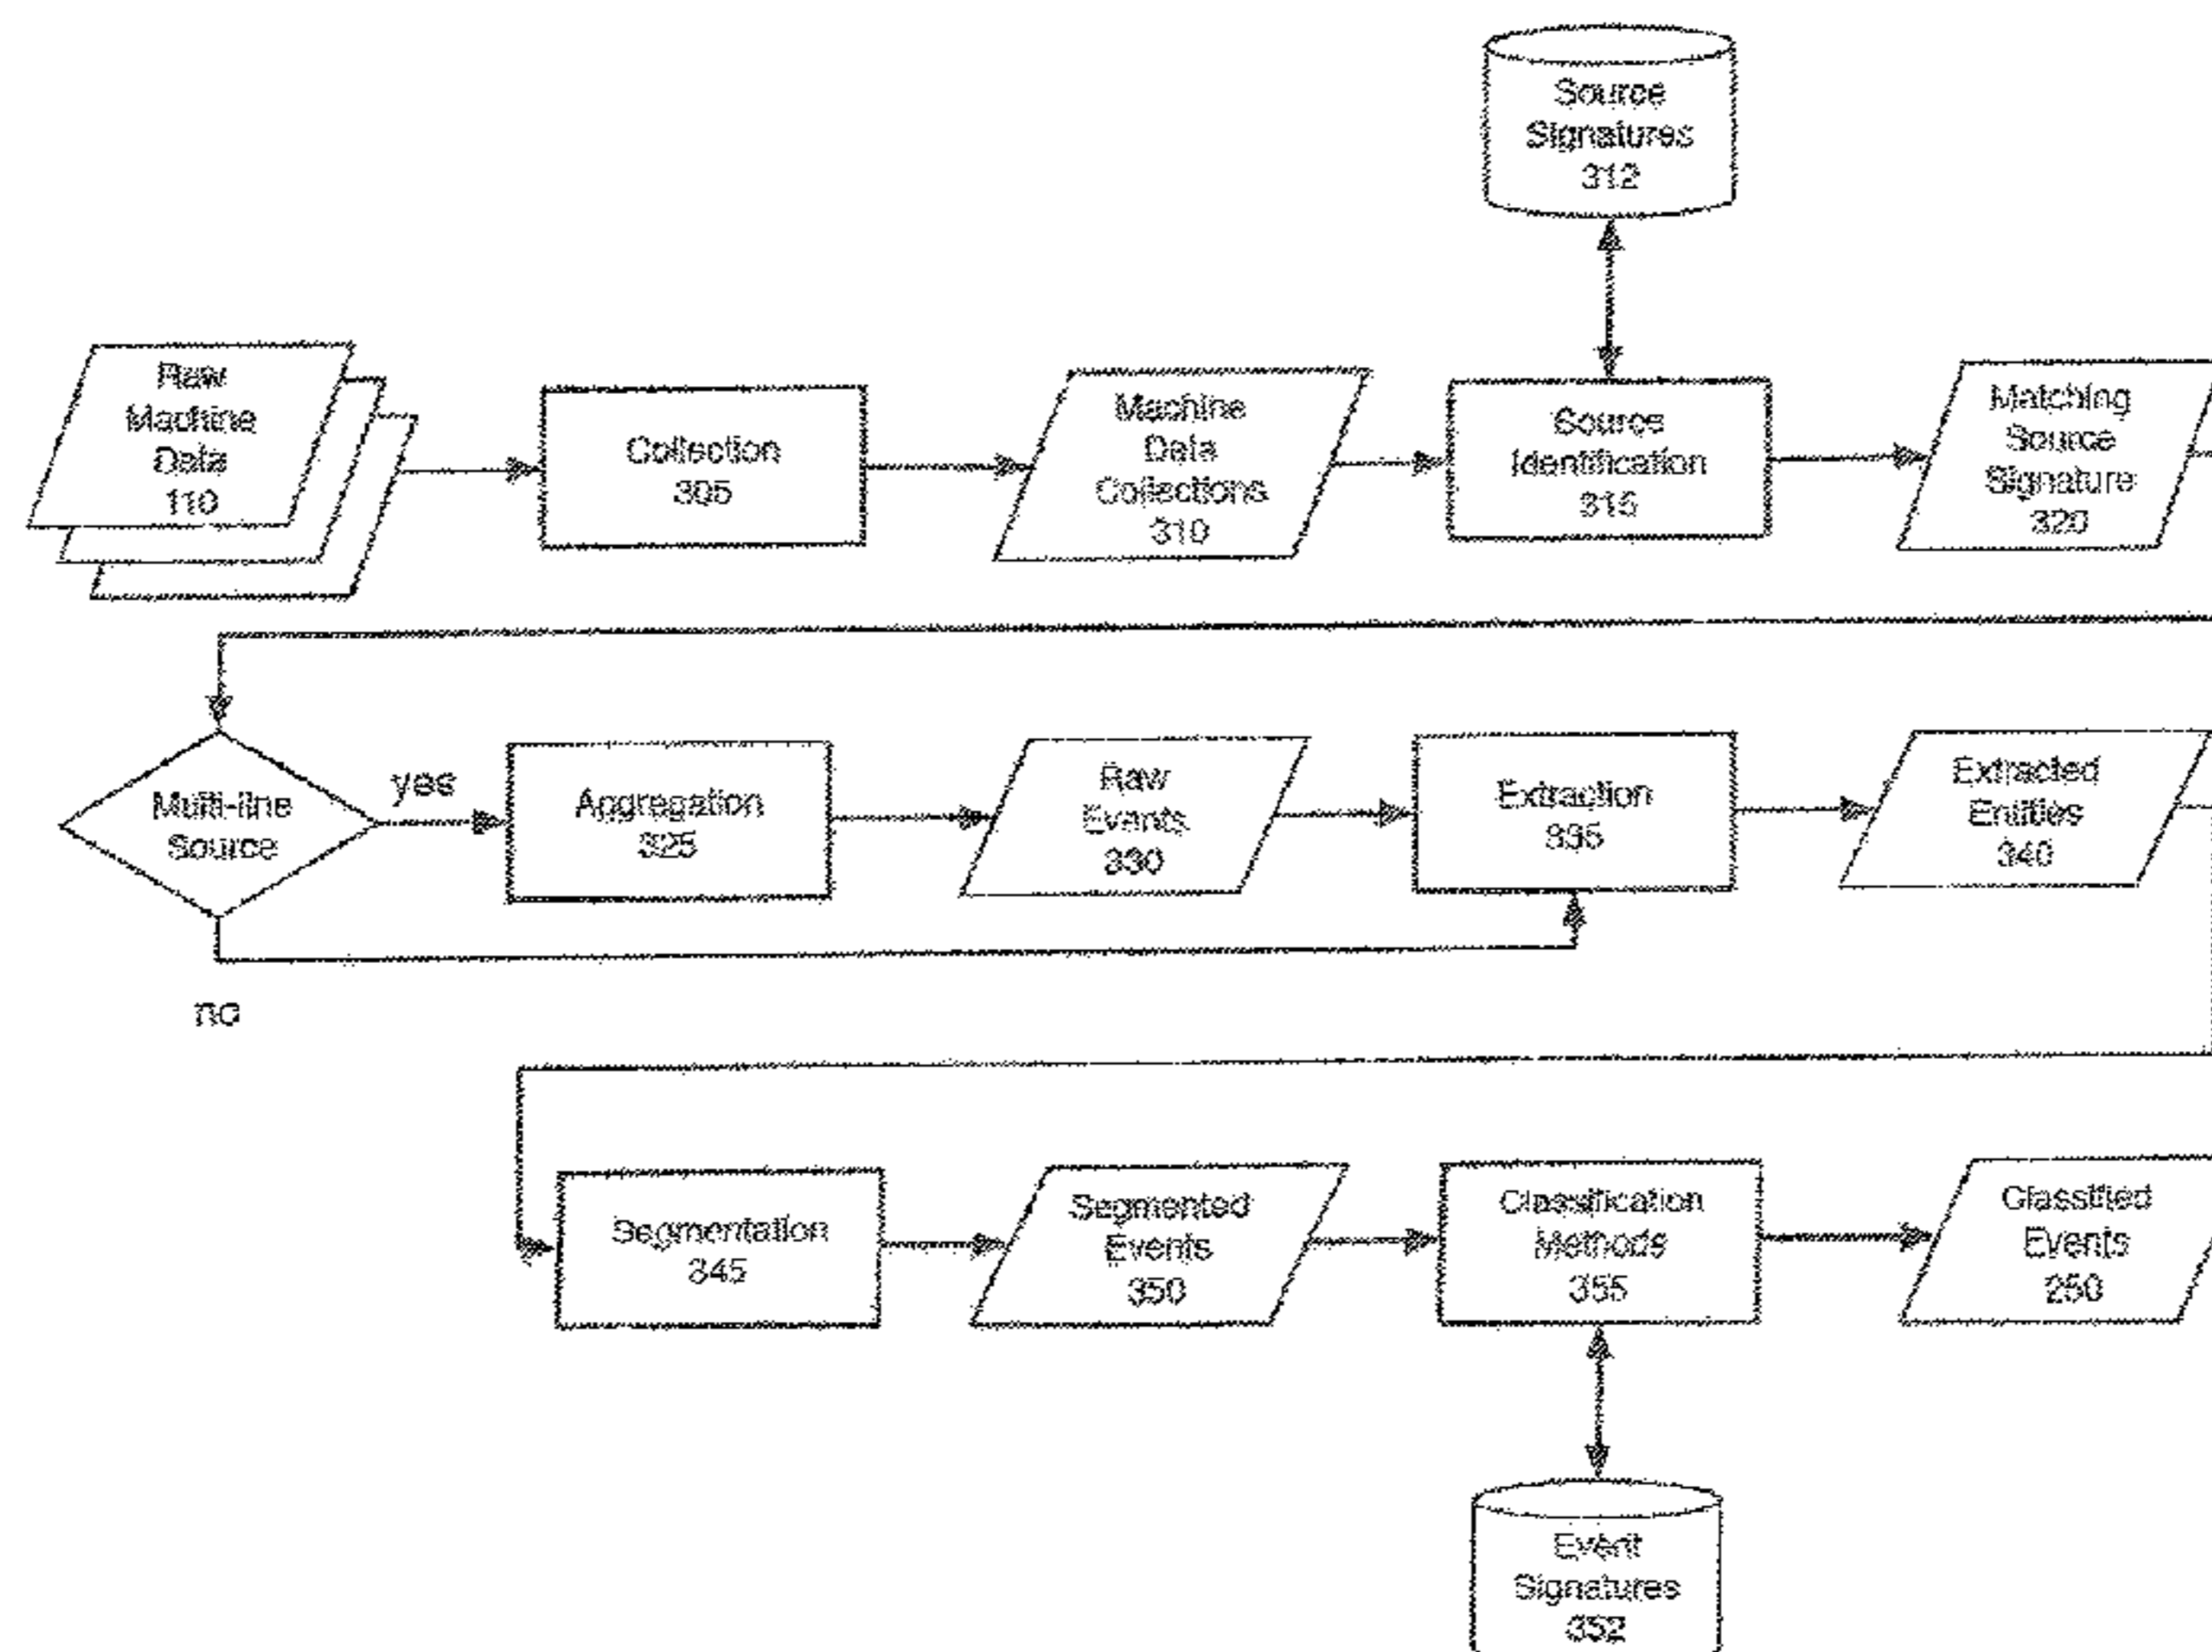 Source
Signatures
312
Raw
Machine
Data
110
Collection
305
Machine
Data
Collections
310
Source
Identification
315
Matching
Source
Signature
320
Multi-line
Source
yes
Aggregation
325
Raw
Events
330
Extraction
335
Extracted
Entities
340
no
Segmentation
345
Segmented
Events
350
Classification
Methods
355
Classified
Events
250
Event
Signatures
352